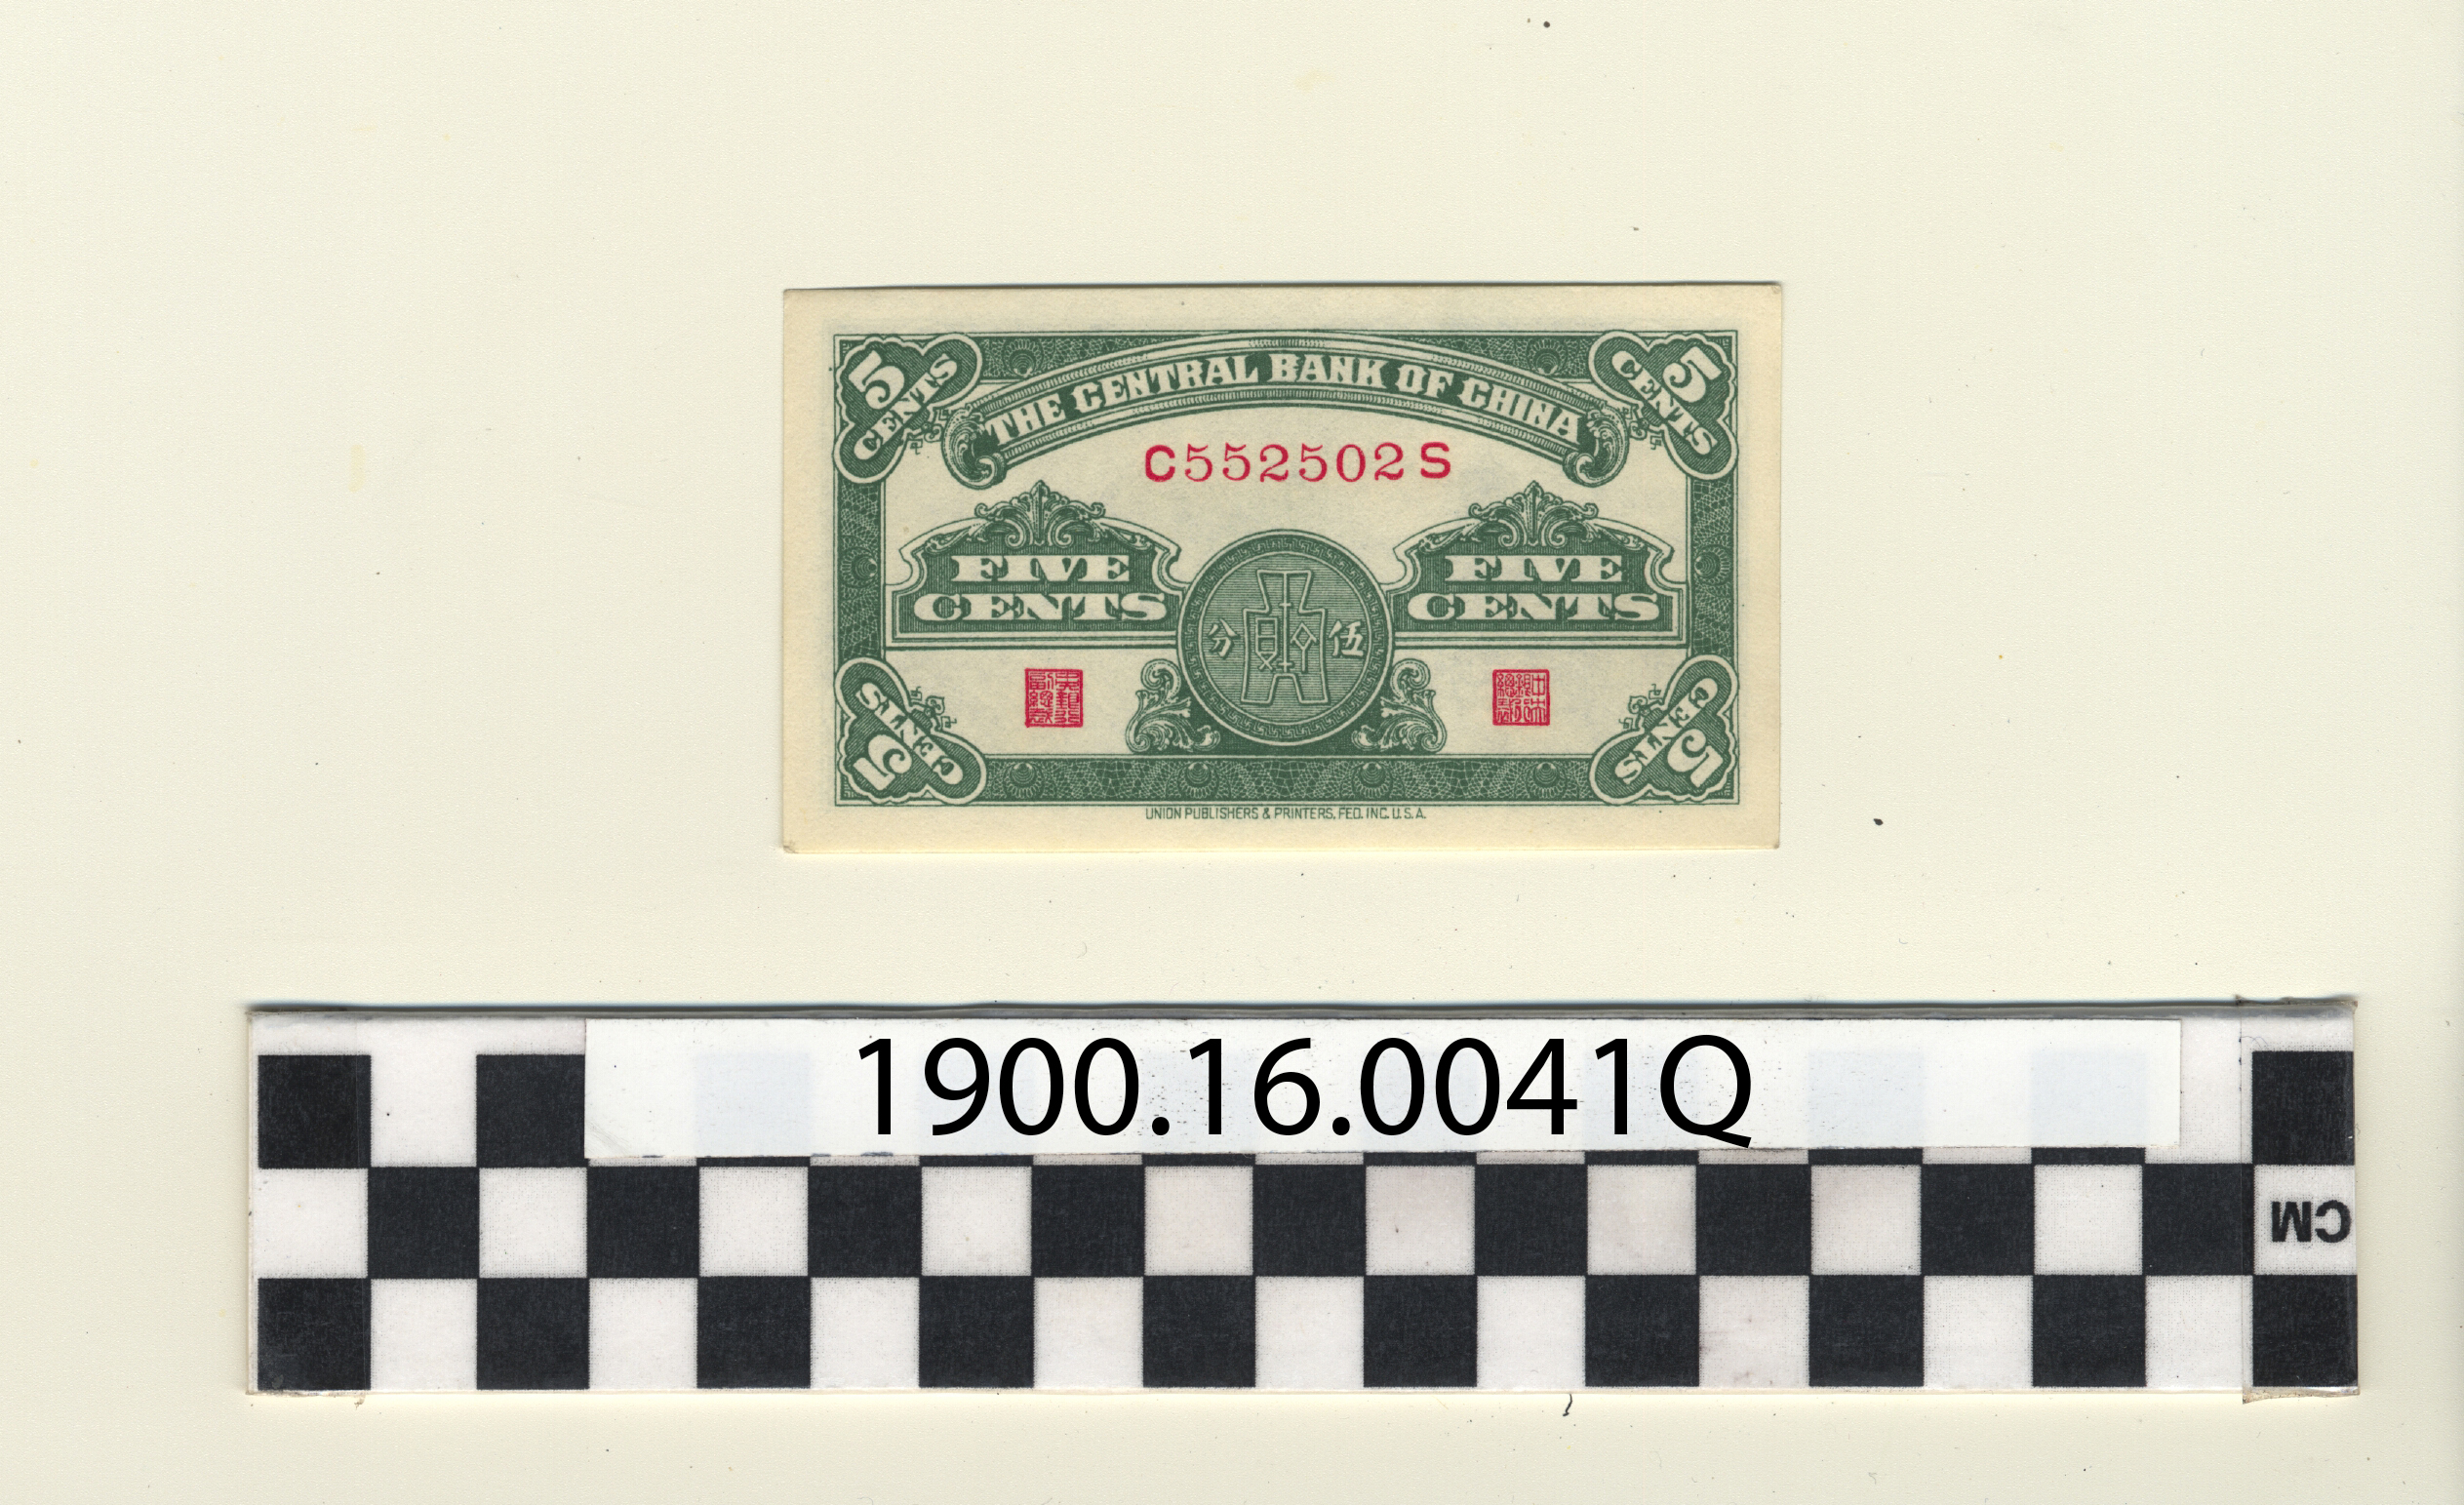 5 CENTS
THE CENTRAL BANK OF CHINA
5 CENTS
C552502S
FIVE
CENTS
FIVE
CENTS
分 伍
5 CENTS
5 CENTS
UNION PUBLISHERS & PRINTERS, FED. INC. U.S.A.
1900.16.0041Q
CM